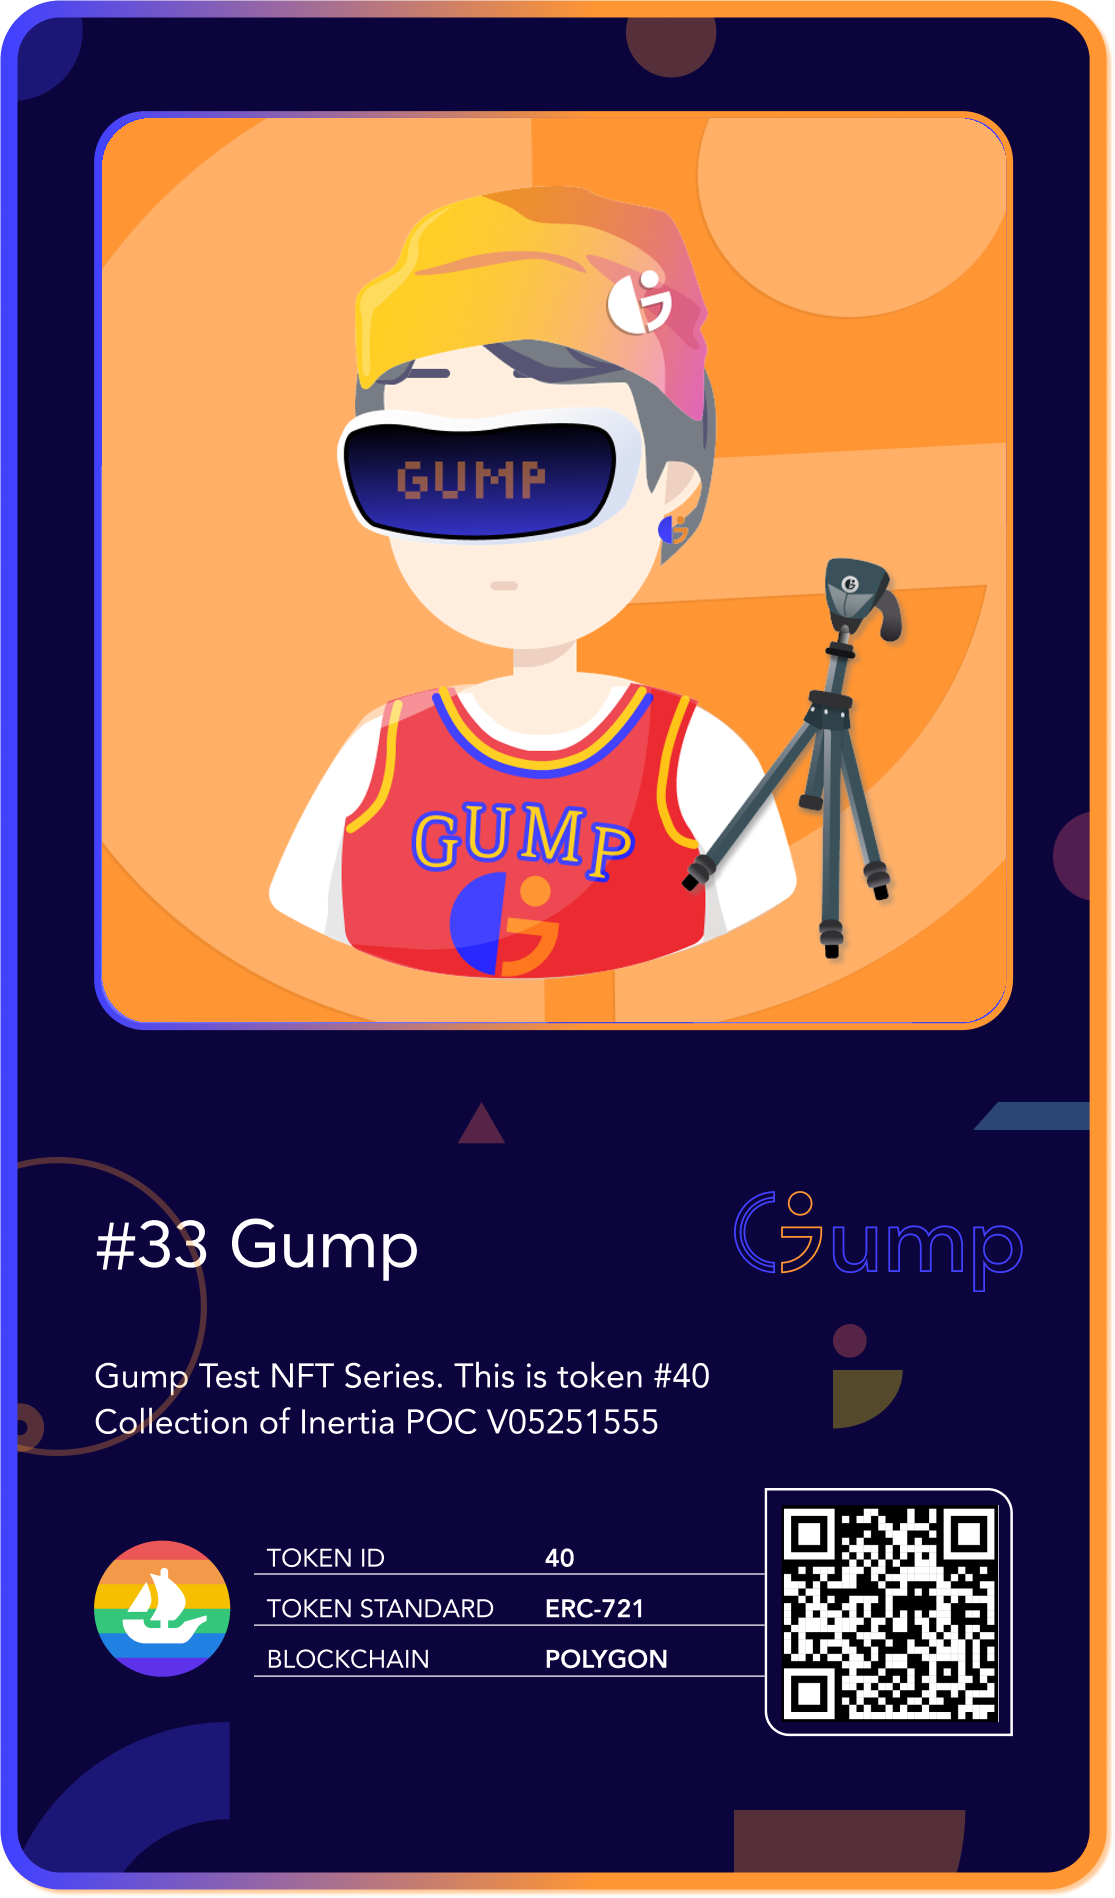 GUMP
GUMP
#33 Gump
Gump
Gump Test NFT Series. This is token #40
Collection of Inertia POC V05251555
TOKEN ID 40
TOKEN STANDARD ERC-721
BLOCKCHAIN POLYGON